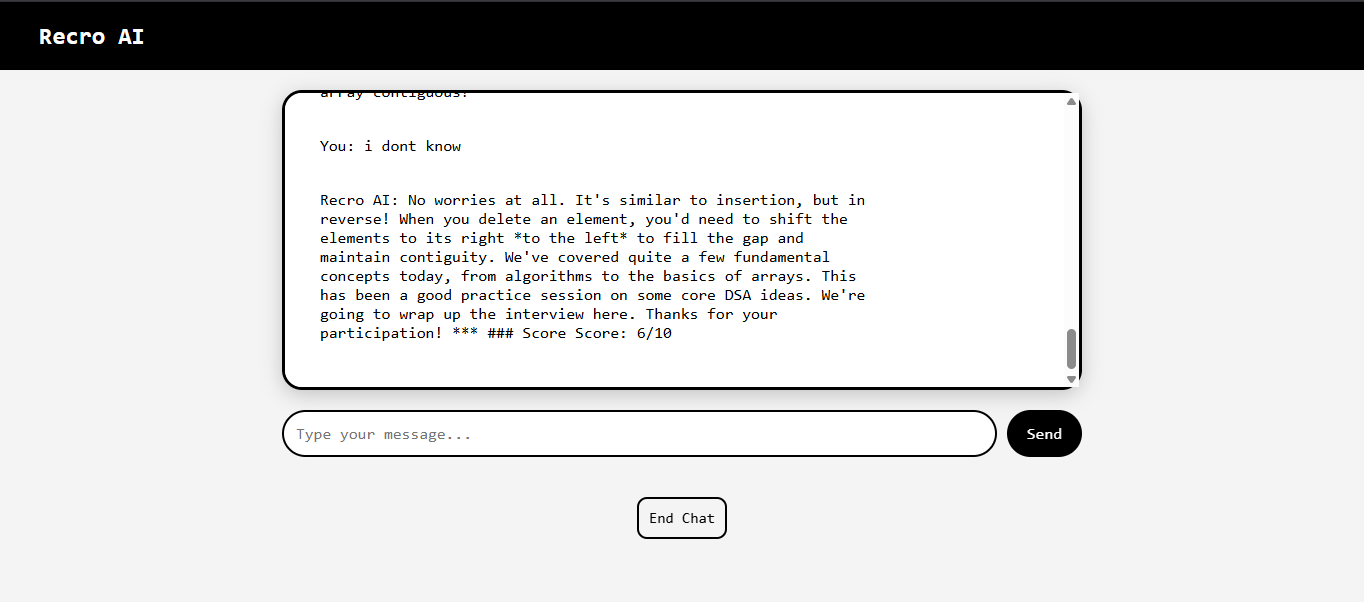 Recro AI
array contiguous?
You: i dont know
Recro AI: No worries at all. It's similar to insertion, but in
reverse! When you delete an element, you'd need to shift the
elements to its right *to the left* to fill the gap and
maintain contiguity. We've covered quite a few fundamental
concepts today, from algorithms to the basics of arrays. This
has been a good practice session on some core DSA ideas. We're
going to wrap up the interview here. Thanks for your
participation! *** ### Score Score: 6/10
Type your message...
Send
End Chat